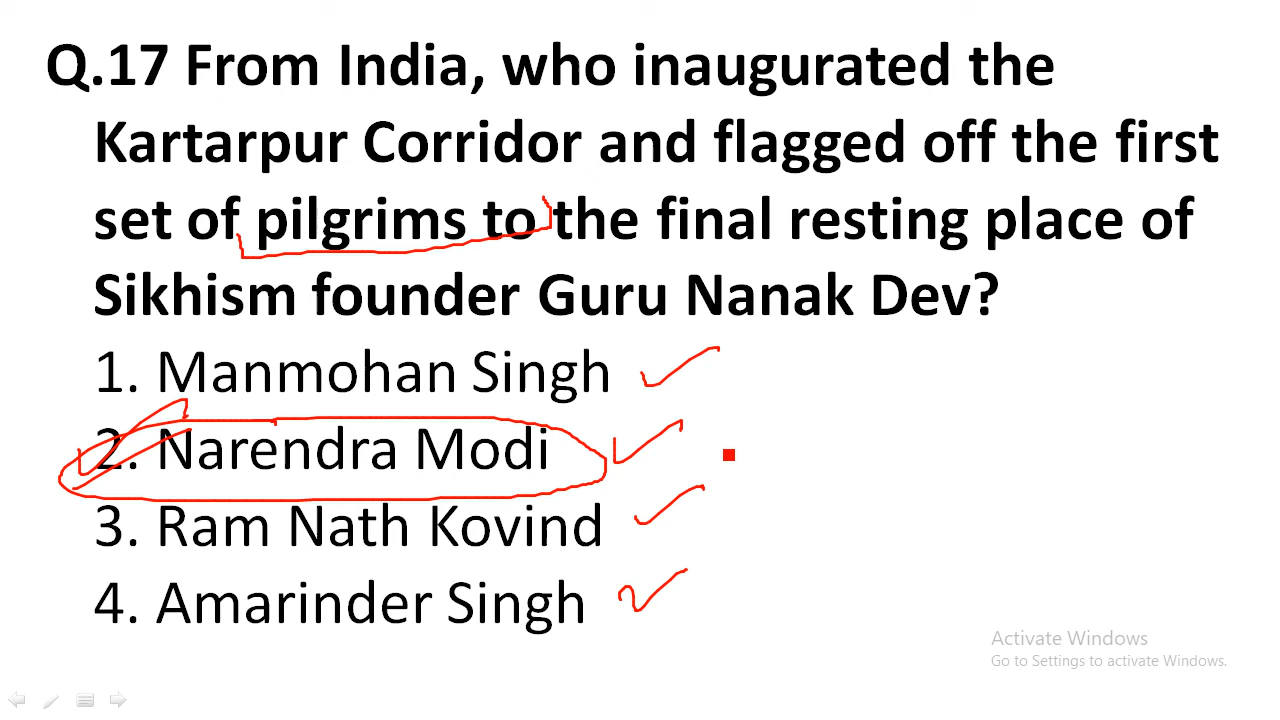 Q.17 From India, who inaugurated the
Kartarpur Corridor and flagged off the first
set of pilgrims to the final resting place of
Sikhism founder Guru Nanak Dev?
1. Manmohan Singh
2. Narendra Modi
3. Ram Nath Kovind
4. Amarinder Singh
Activate Windows
Go to Settings to activate Windows.